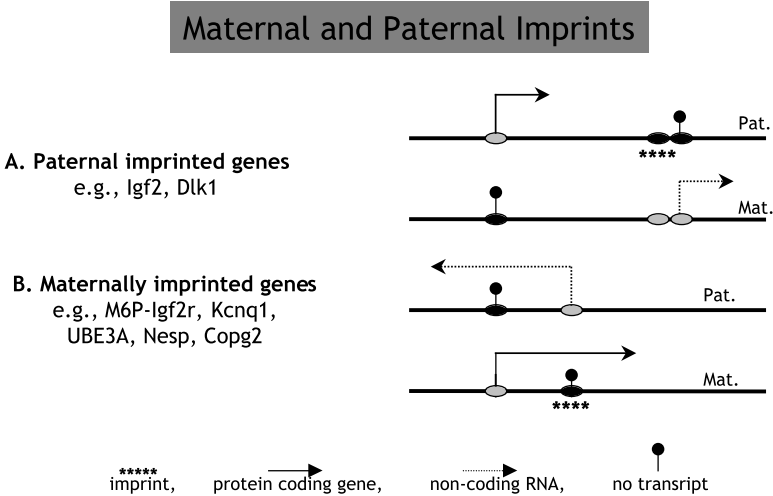 Maternal and Paternal Imprints
Pat.
A. Paternal imprinted genes
e.g., Igf2, Dlk1
****
Mat.
B. Maternally imprinted genes
e.g., M6P-Igf2r, Kcnq1,
UBE3A, Nesp, Copg2
Pat.
Mat.
****
*****
imprint, protein coding gene, non-coding RNA, no transript